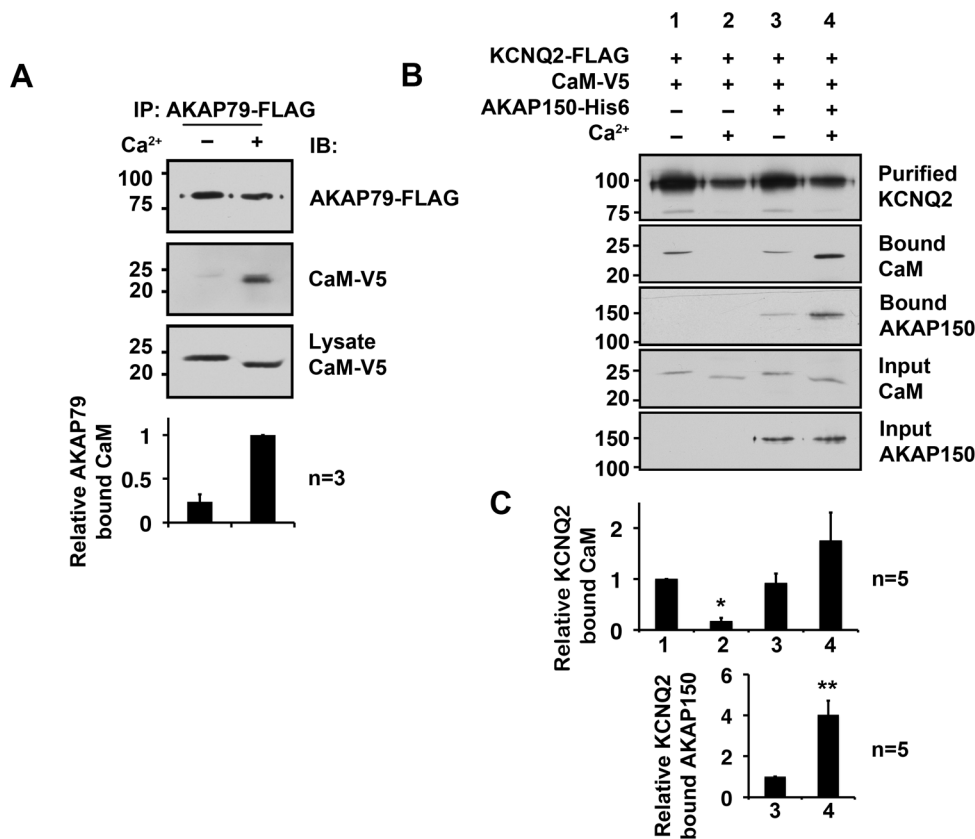 A
IP: AKAP79-FLAG
Ca2+ – + IB:
100
75
AKAP79-FLAG
25
20
CaM-V5
25
20
Lysate
CaM-V5
Relative AKAP79
bound CaM
1
0.5
0
n=3
B
1 2 3 4
KCNQ2-FLAG + + + +
CaM-V5 + + + +
AKAP150-His6 – – + +
Ca2+ – + – +
100
75
Purified
KCNQ2
25
20
Bound
CaM
150
100
Bound
AKAP150
25
20
Input
CaM
150
100
Input
AKAP150
C
Relative KCNQ2
bound CaM
2
1
0
*
1 2 3 4
n=5
Relative KCNQ2
bound AKAP150
6
4
2
0
**
3 4
n=5